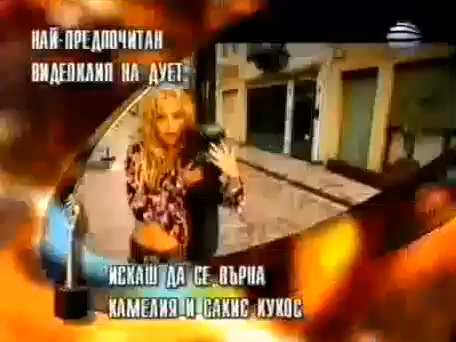 НАЙ-ПРЕДПОЧИТАН
ВИДЕОКЛИП НА ДУЕТ:
ИСКАШ ДА СЕ ВЪРНА
КАМЕЛИЯ И САКИС КУКОС